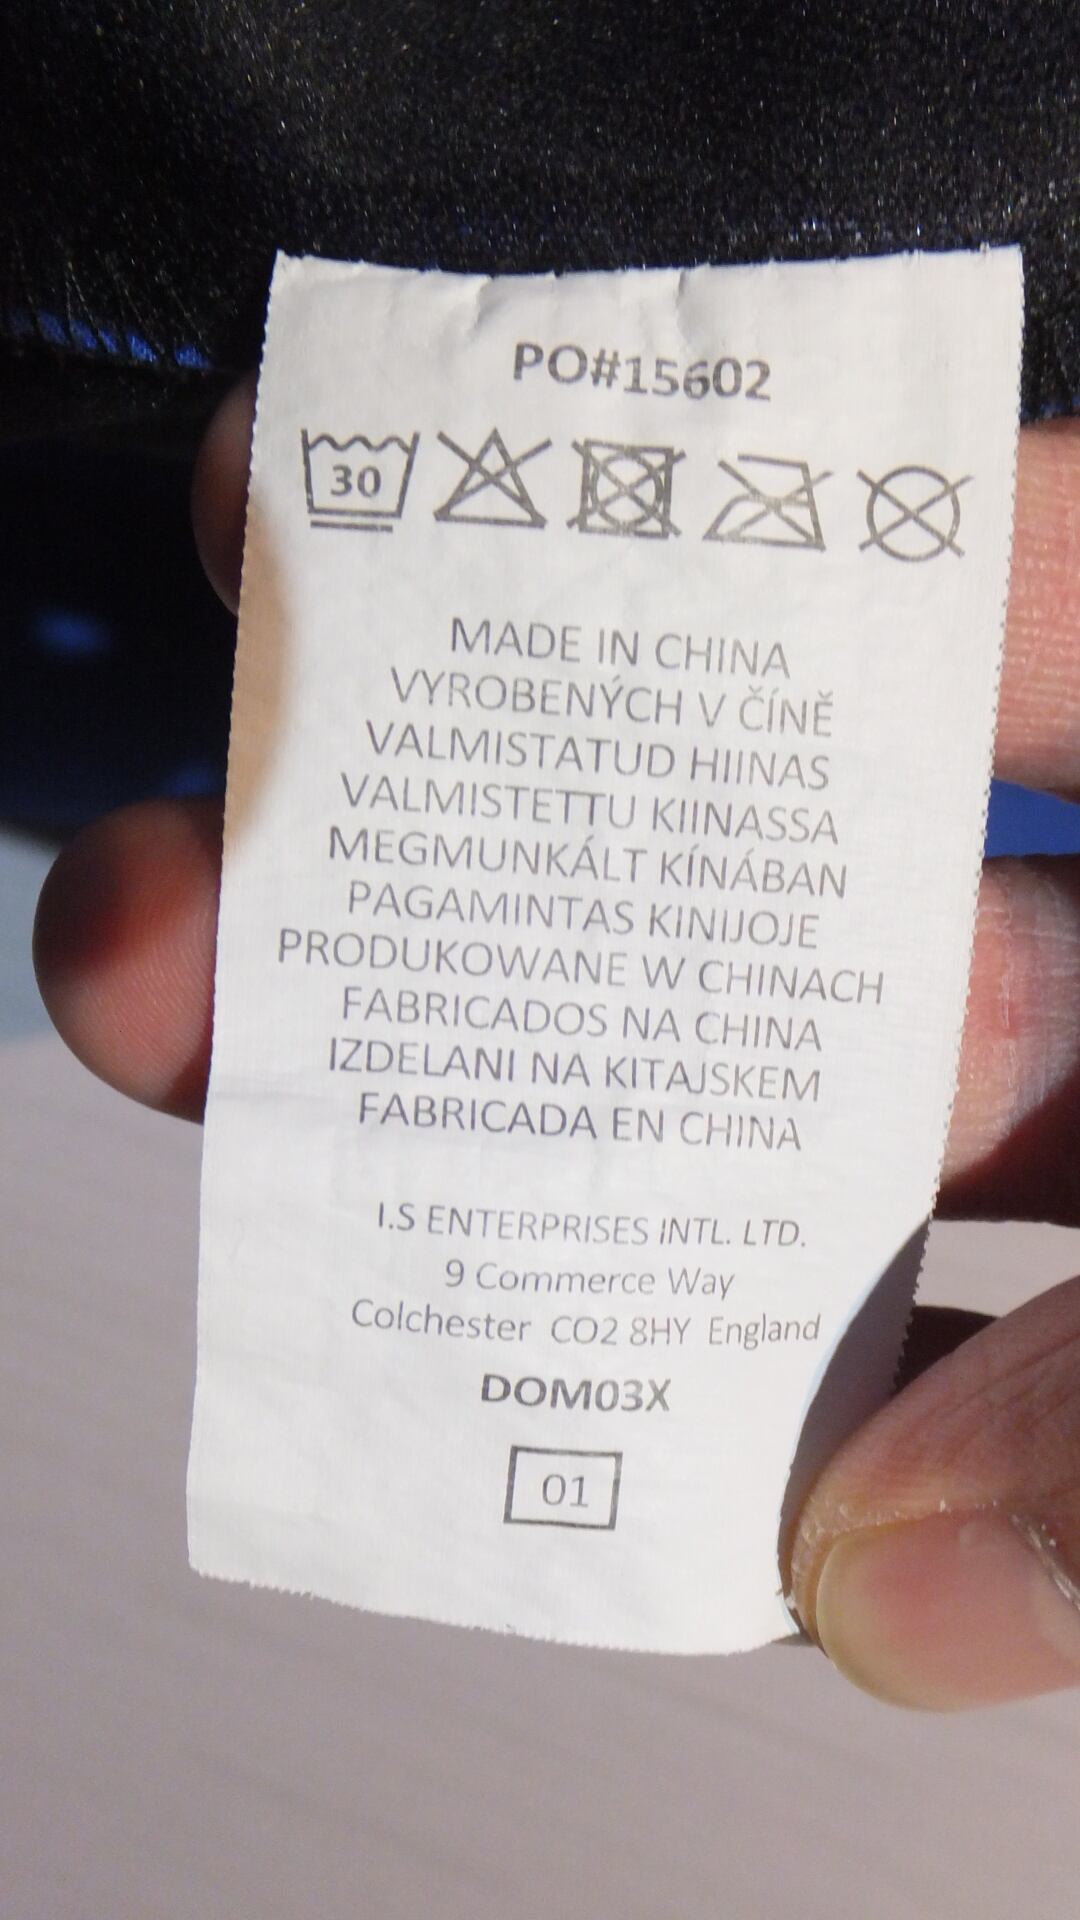 PO#15602
30
MADE IN CHINA
VYROBENÝCH V ČÍNĚ
VALMISTATUD HIINAS
VALMISTETTU KIINASSA
MEGMUNKÁLT KÍNÁBAN
PAGAMINTAS KINIJOJE
PRODUKOWANE W CHINACH
FABRICADOS NA CHINA
IZDELANI NA KITAJSKEM
FABRICADA EN CHINA
I.S ENTERPRISES INTL. LTD.
9 Commerce Way
Colchester CO2 8HY England
DOM03X
01